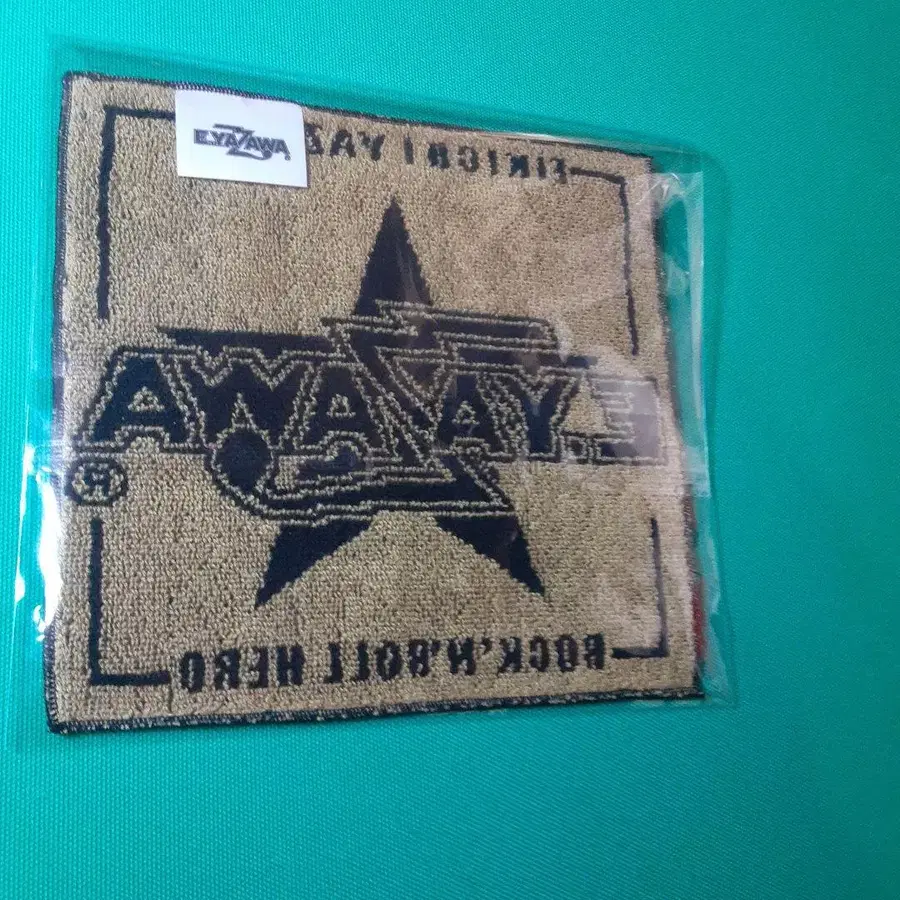 E.YAZAWA
EIKICHI YAZ
E.YAZAWA
®
ROCK'N'ROLL HERO